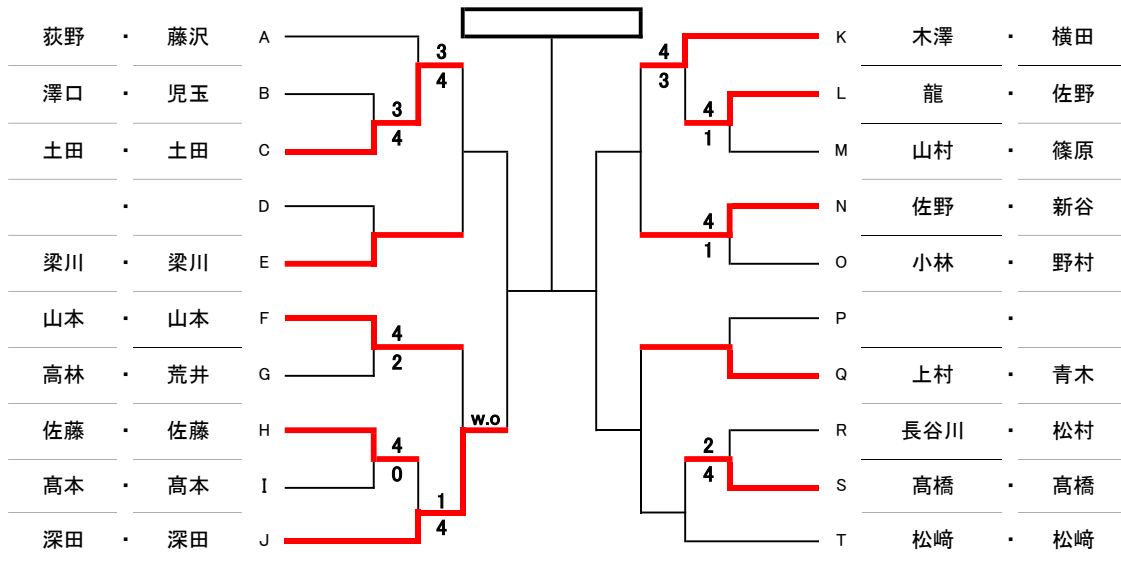 荻野 ・ 藤沢 A
3
4
澤口 ・ 児玉 B
3
4
土田 ・ 土田 C
・ D
梁川 ・ 梁川 E
山本 ・ 山本 F
4
2
高林 ・ 荒井 G
佐藤 ・ 佐藤 H
w.o
4
0
髙本 ・ 髙本 I
1
4
深田 ・ 深田 J
K 木澤 ・ 横田
4
3
L 龍 ・ 佐野
4
1
M 山村 ・ 篠原
N 佐野 ・ 新谷
4
1
O 小林 ・ 野村
P ・
Q 上村 ・ 青木
R 長谷川 ・ 松村
2
4
S 髙橋 ・ 髙橋
T 松﨑 ・ 松﨑